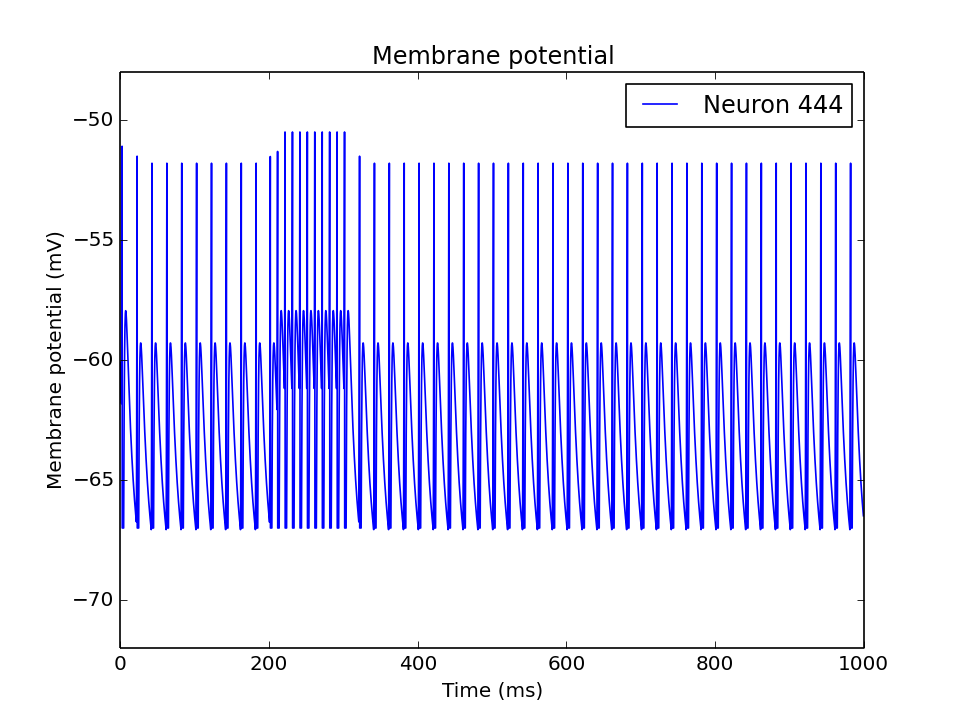 Membrane potential
Neuron 444
Membrane potential (mV)
−50
−55
−60
−65
−70
0 200 400 600 800 1000
Time (ms)